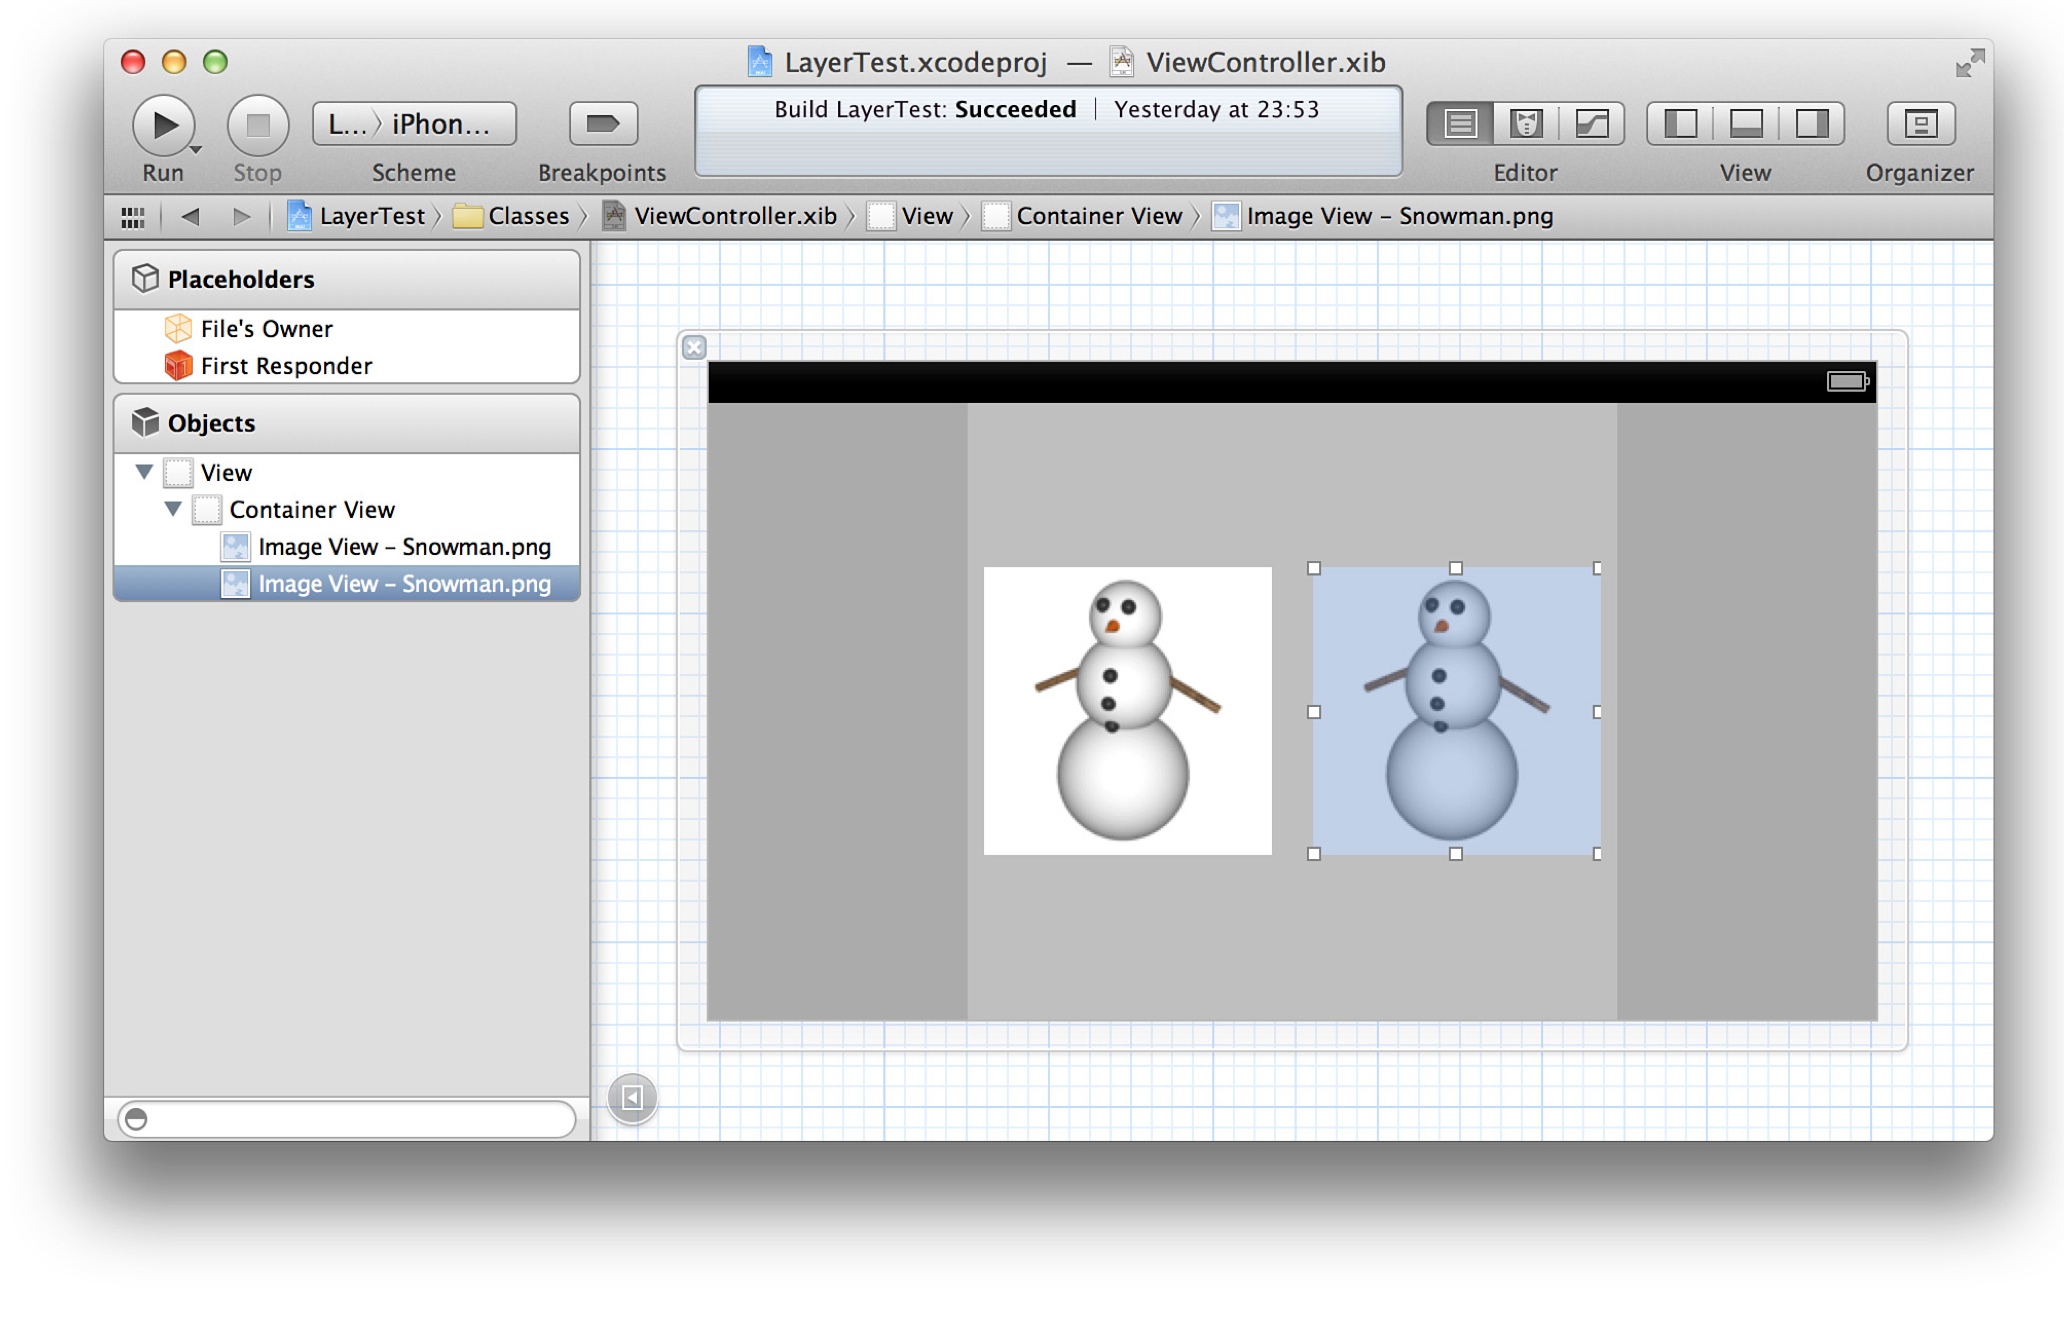 LayerTest.xcodeproj — ViewController.xib
Build LayerTest: Succeeded | Yesterday at 23:53
L... iPhon...
Run Stop Scheme Breakpoints Editor View Organizer
LayerTest Classes ViewController.xib View Container View Image View – Snowman.png
Placeholders
File's Owner
First Responder
Objects
View
Container View
Image View – Snowman.png
Image View – Snowman.png